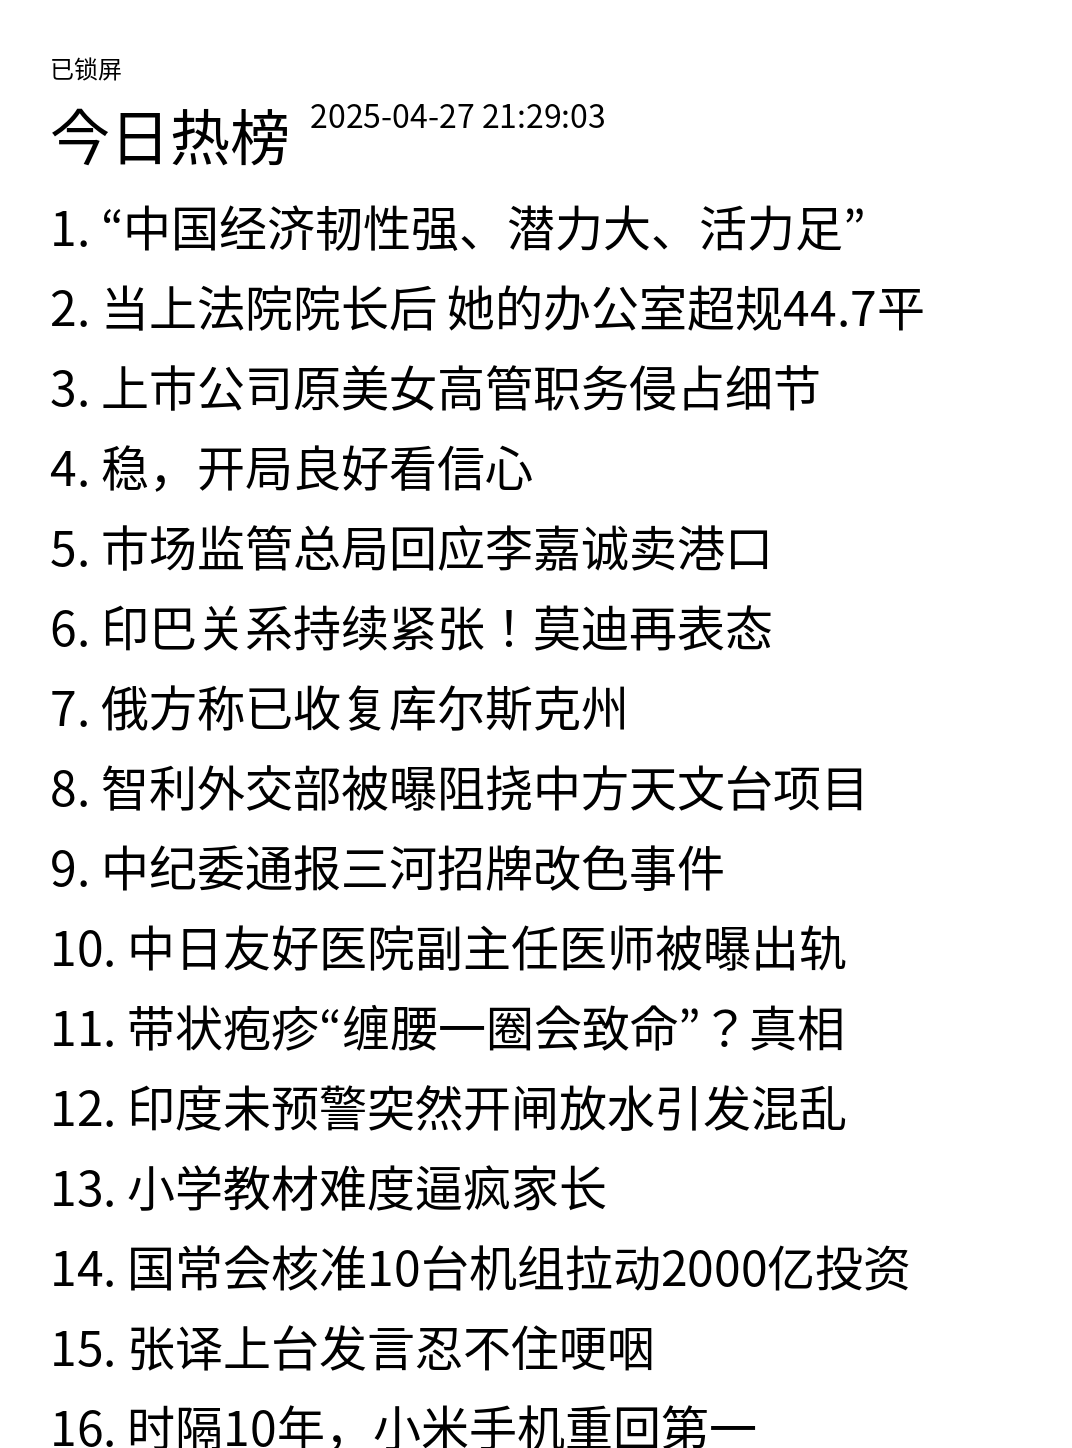 已锁屏
今日热榜 2025-04-27 21:29:03
1. “中国经济韧性强、潜力大、活力足”
2. 当上法院院长后 她的办公室超规44.7平
3. 上市公司原美女高管职务侵占细节
4. 稳，开局良好看信心
5. 市场监管总局回应李嘉诚卖港口
6. 印巴关系持续紧张！莫迪再表态
7. 俄方称已收复库尔斯克州
8. 智利外交部被曝阻挠中方天文台项目
9. 中纪委通报三河招牌改色事件
10. 中日友好医院副主任医师被曝出轨
11. 带状疱疹“缠腰一圈会致命”？真相
12. 印度未预警突然开闸放水引发混乱
13. 小学教材难度逼疯家长
14. 国常会核准10台机组拉动2000亿投资
15. 张译上台发言忍不住哽咽
16. 时隔10年，小米手机重回第一